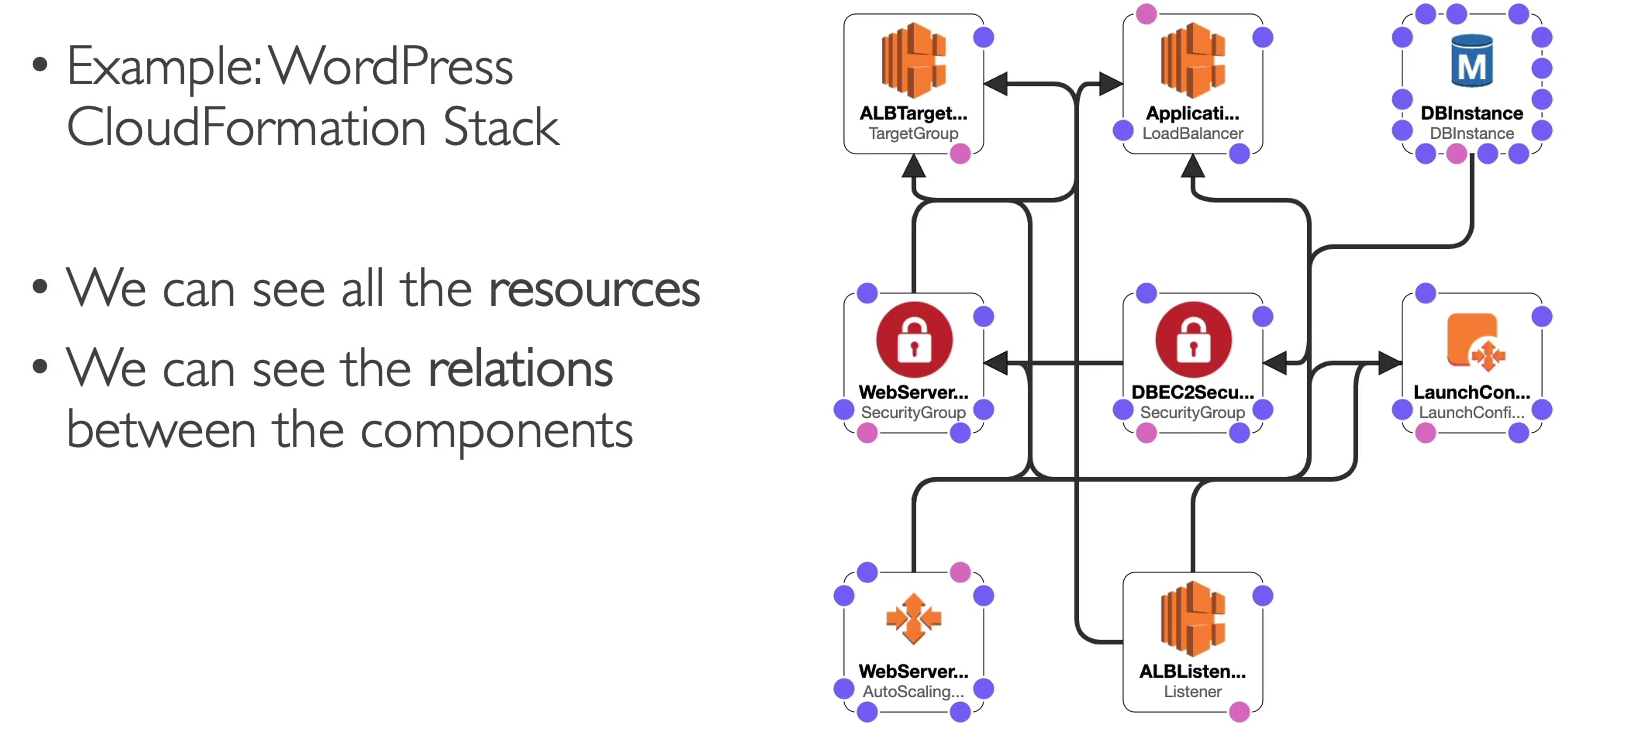 • Example: WordPress
CloudFormation Stack
• We can see all the resources
• We can see the relations
between the components
ALBTarget...
TargetGroup
Applicati...
LoadBalancer
M
DBInstance
DBInstance
WebServer...
SecurityGroup
DBEC2Secu...
SecurityGroup
LaunchCon...
LaunchConfi...
WebServer...
AutoScaling...
ALBListen...
Listener